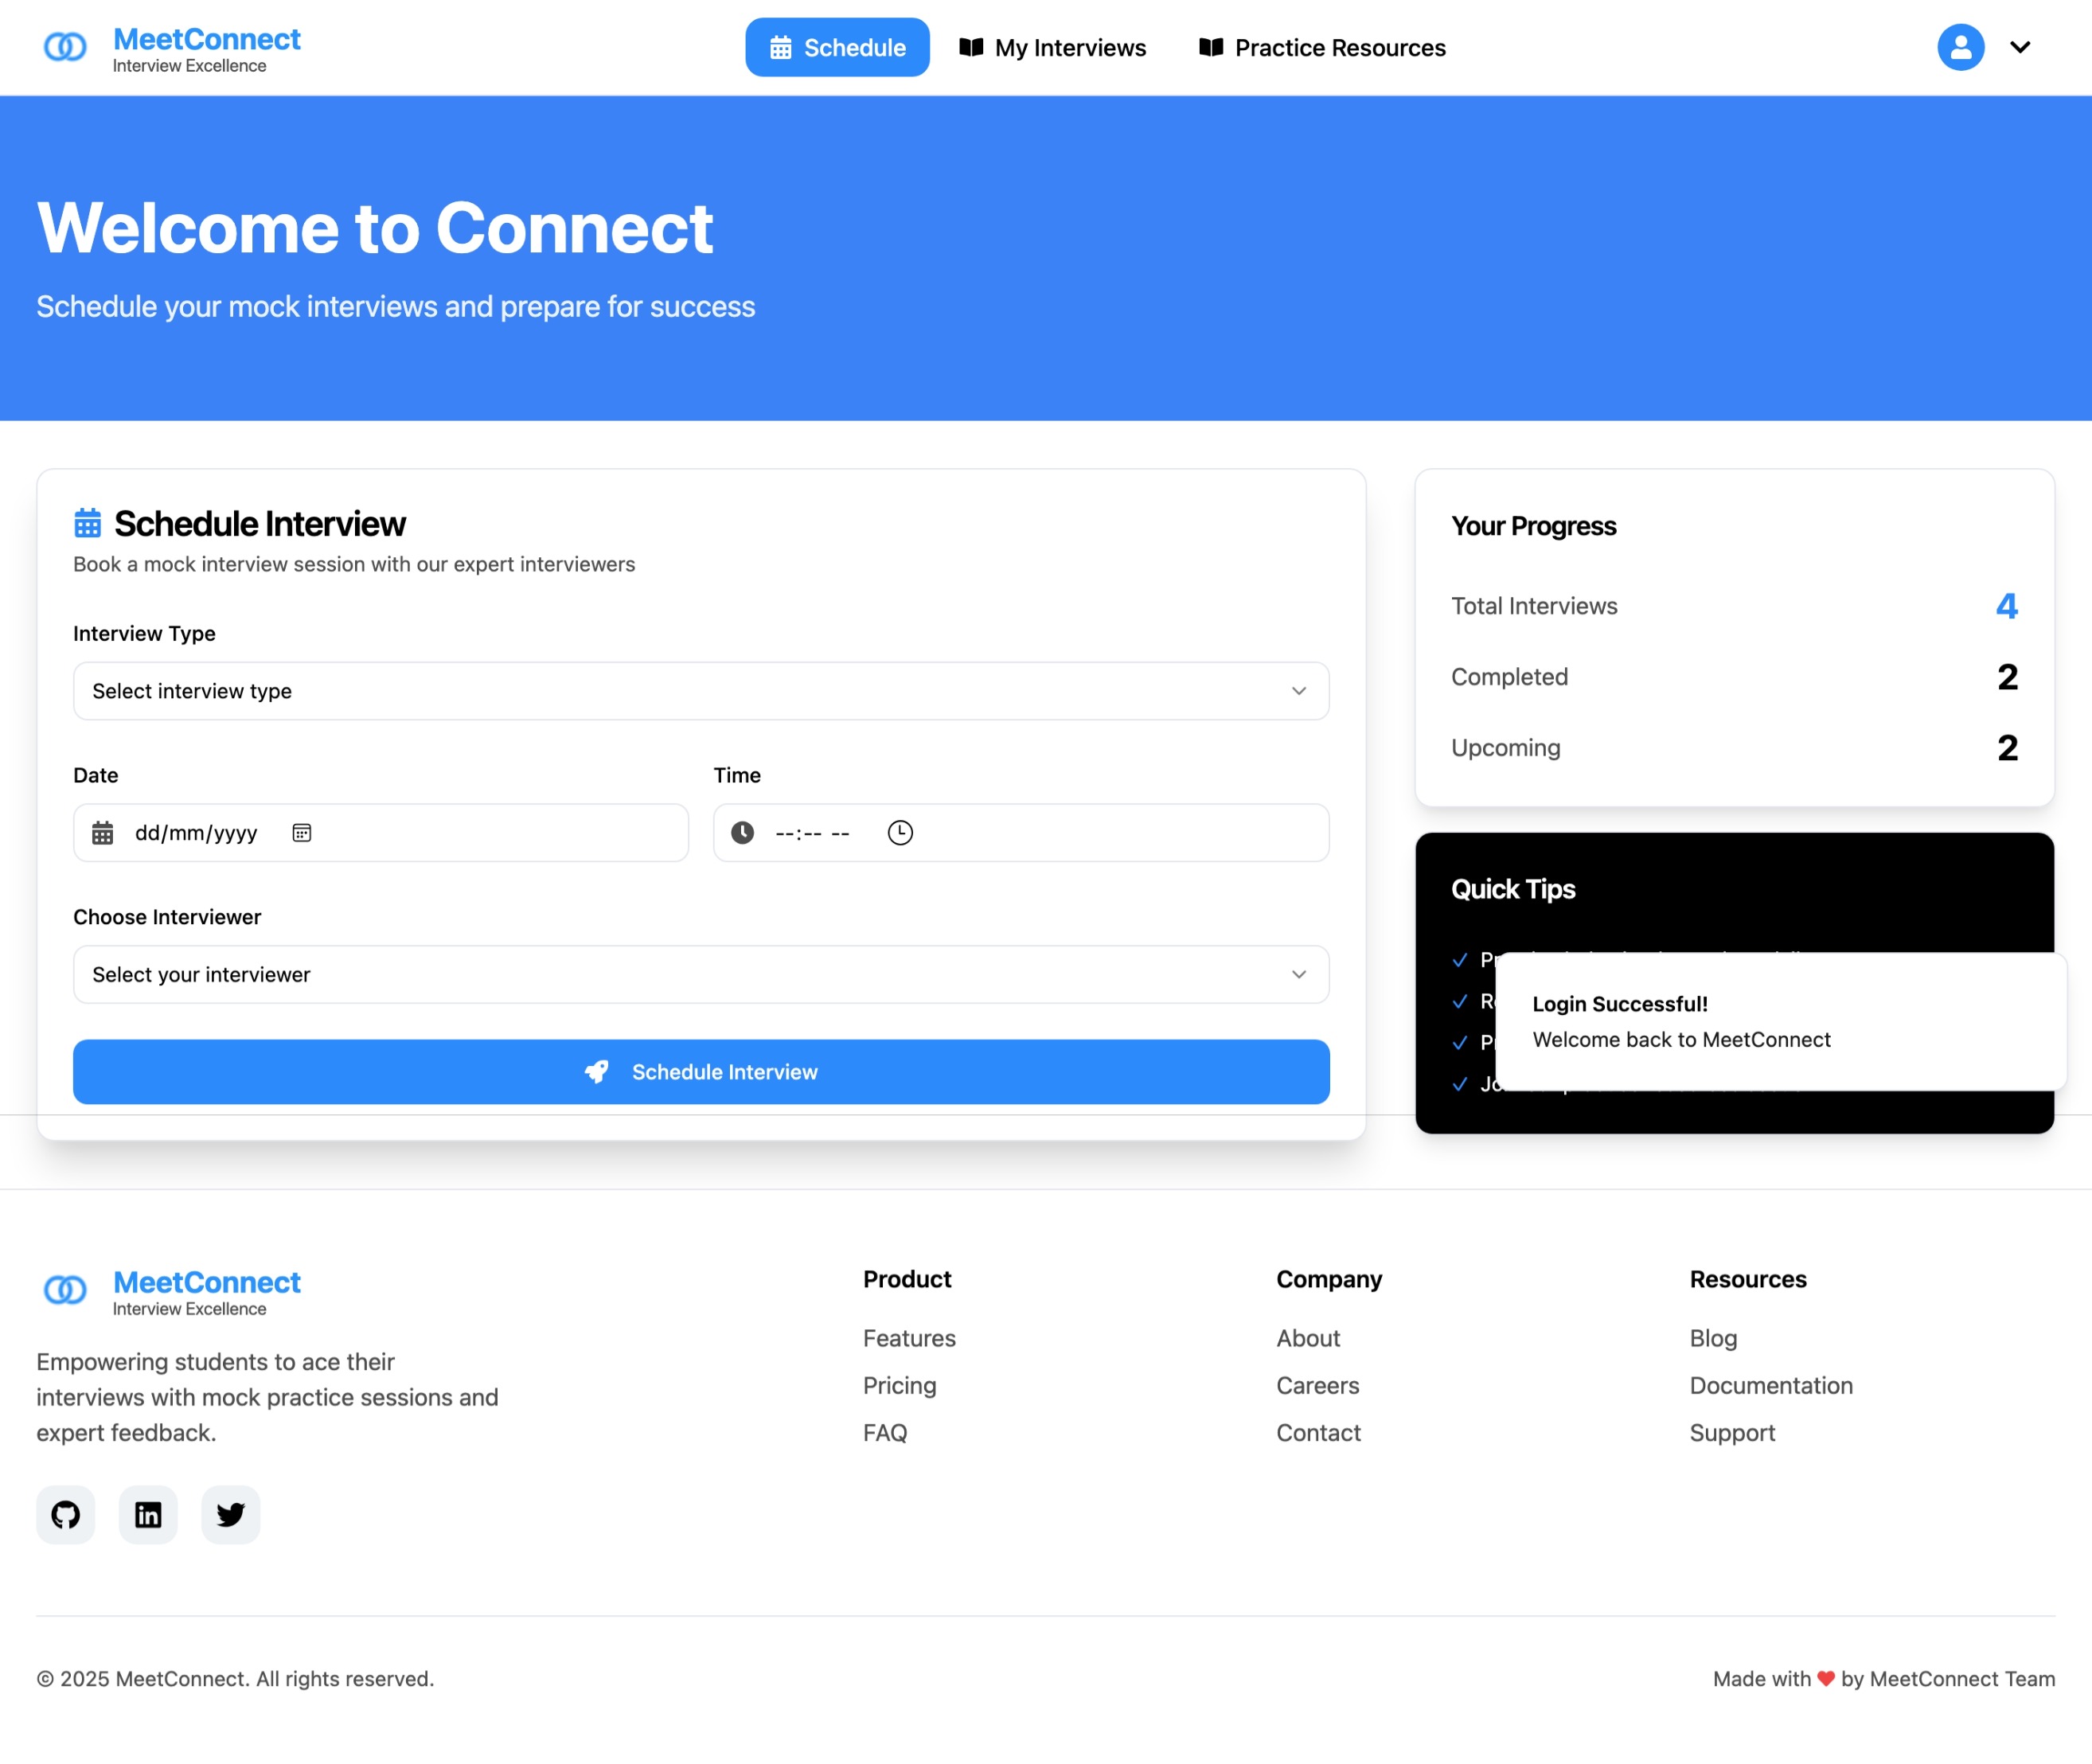 MeetConnect
Interview Excellence
Schedule
My Interviews
Practice Resources
Welcome to Connect
Schedule your mock interviews and prepare for success
Schedule Interview
Book a mock interview session with our expert interviewers
Interview Type
Select interview type
Date
Time
dd/mm/yyyy
--:-- --
Choose Interviewer
Select your interviewer
Schedule Interview
Your Progress
Total Interviews 4
Completed 2
Upcoming 2
Quick Tips
Login Successful!
Welcome back to MeetConnect
MeetConnect
Interview Excellence
Empowering students to ace their
interviews with mock practice sessions and
expert feedback.
Product
Features
Pricing
FAQ
Company
About
Careers
Contact
Resources
Blog
Documentation
Support
© 2025 MeetConnect. All rights reserved.
Made with ❤ by MeetConnect Team